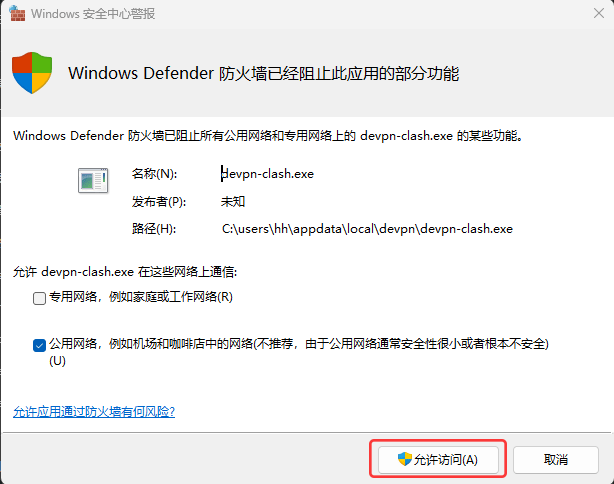 Windows 安全中心警报
Windows Defender 防火墙已经阻止此应用的部分功能
Windows Defender 防火墙已阻止所有公用网络和专用网络上的 devpn-clash.exe 的某些功能。
名称(N): devpn-clash.exe
发布者(P): 未知
路径(H): C:\users\hh\appdata\local\devpn\devpn-clash.exe
允许 devpn-clash.exe 在这些网络上通信:
专用网络，例如家庭或工作网络(R)
公用网络，例如机场和咖啡店中的网络(不推荐，由于公用网络通常安全性很小或者根本不安全)
(U)
允许应用通过防火墙有何风险?
允许访问(A) 取消